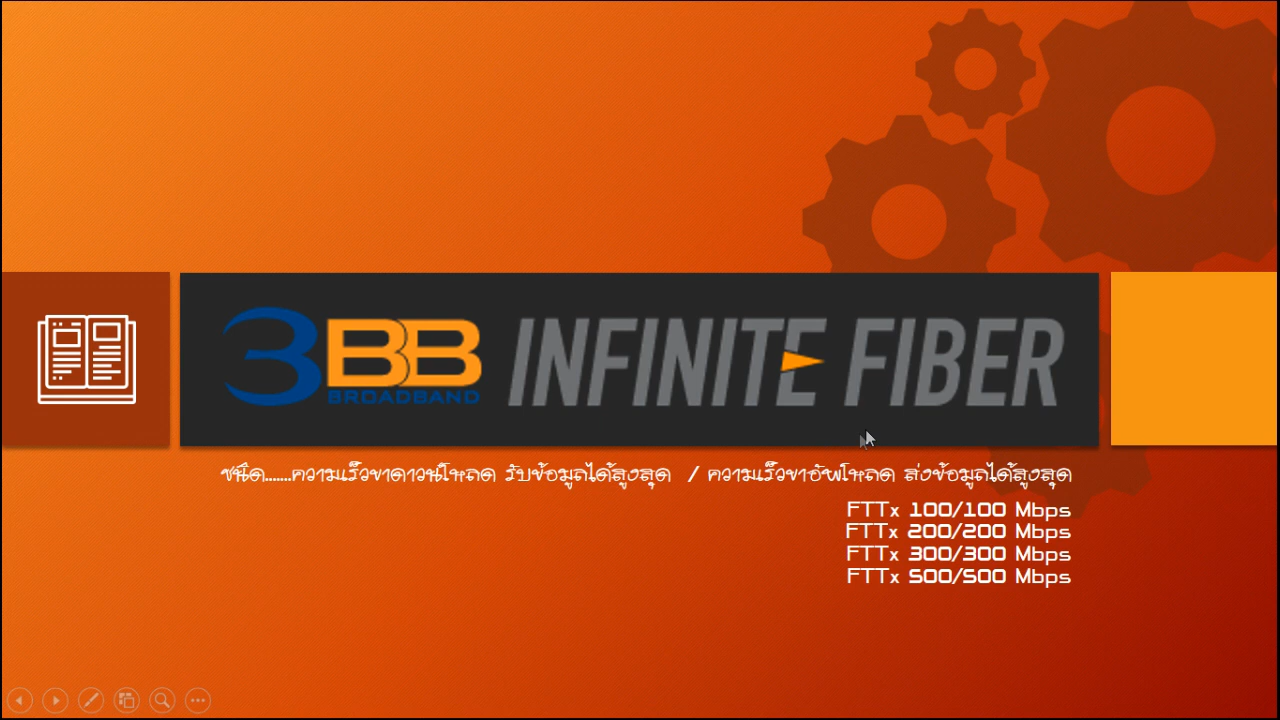 3BB INFINITE FIBER
BROADBAND
ชนิด.......ความเร็วขาดาวน์โหลด รับข้อมูลได้สูงสุด / ความเร็วขาอัพโหลด ส่งข้อมูลได้สูงสุด
FTTx 100/100 Mbps
FTTx 200/200 Mbps
FTTx 300/300 Mbps
FTTx 500/500 Mbps